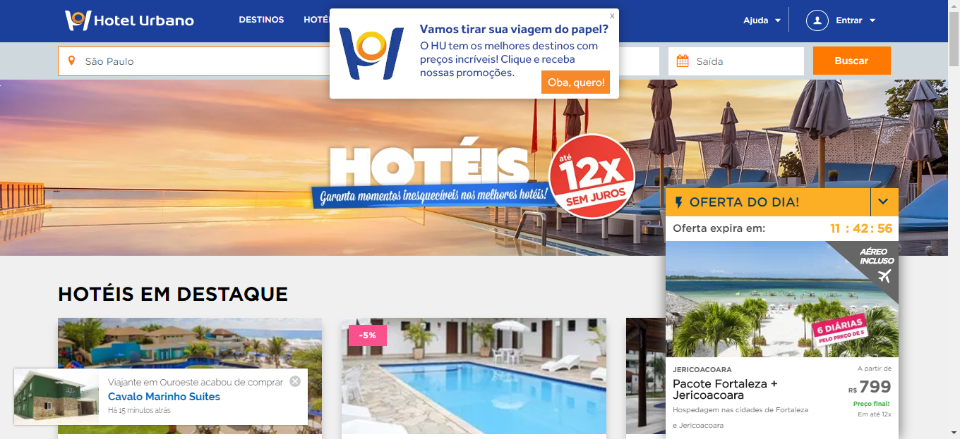 Hotel Urbano
DESTINOS
HOTÉ
Ajuda
Entrar
x
Vamos tirar sua viagem do papel?
O HU tem os melhores destinos com
preços incríveis! Clique e receba
nossas promoções.
Oba, quero!
São Paulo
Saída
Buscar
HOTÉIS
Garanta momentos inesquecíveis nos melhores hotéis!
até
12x
SEM JUROS
OFERTA DO DIA!
Oferta expira em:
11 : 42 : 56
AÉREO
INCLUSO
6 DIÁRIAS
PELO PREÇO DE 5
HOTÉIS EM DESTAQUE
-5%
Viajante em Ouroeste acabou de comprar
Cavalo Marinho Suítes
Há 15 minutos atrás
JERICOACOARA
Pacote Fortaleza +
Jericoacoara
Hospedagem nas cidades de Fortaleza
e Jericoacoara
A partir de
R$ 799
Preço final!
Em até 12x